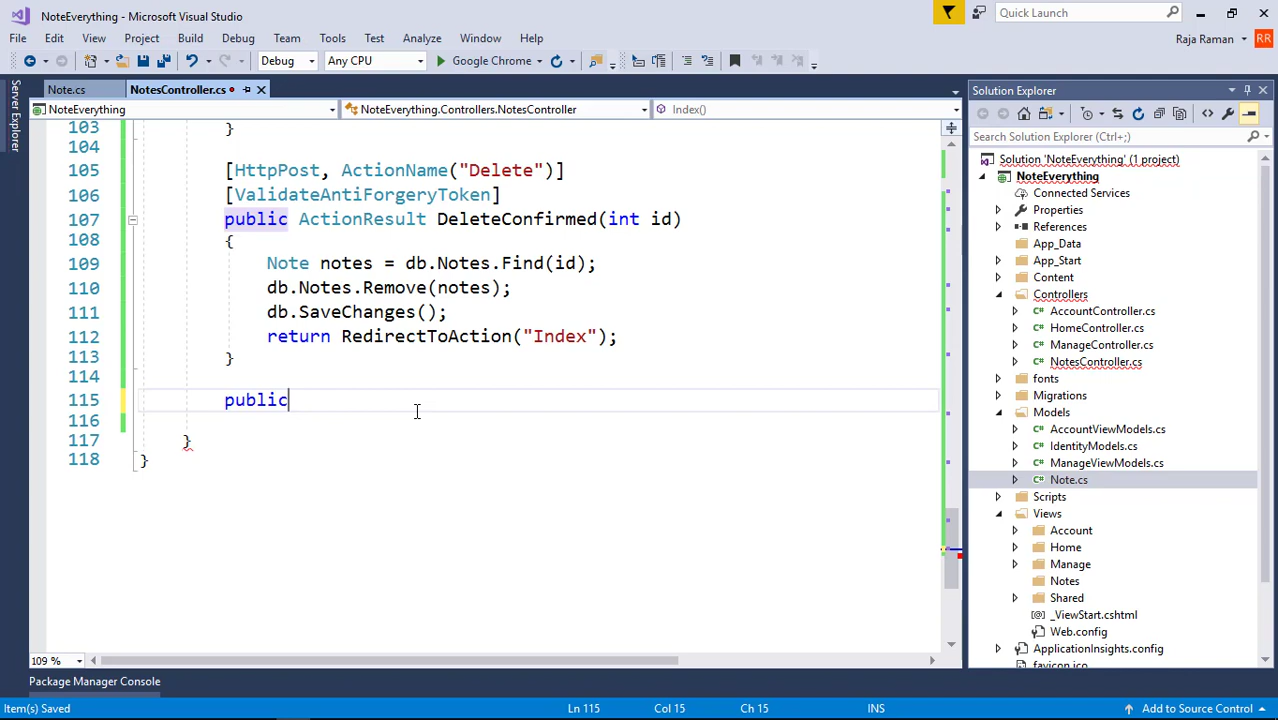 NoteEverything - Microsoft Visual Studio
Quick Launch
File Edit View Project Build Debug Team Tools Test Analyze Window Help
Raja Raman RR
Debug Any CPU Google Chrome
Server Explorer
Note.cs NotesController.cs
NoteEverything NoteEverything.Controllers.NotesController Index()
103 }
104
105 [HttpPost, ActionName("Delete")]
106 [ValidateAntiForgeryToken]
107 public ActionResult DeleteConfirmed(int id)
108 {
109 Note notes = db.Notes.Find(id);
110 db.Notes.Remove(notes);
111 db.SaveChanges();
112 return RedirectToAction("Index");
113 }
114
115 public
116
117 }
118 }
109 %
Package Manager Console
Solution Explorer
Search Solution Explorer (Ctrl+;)
Solution 'NoteEverything' (1 project)
NoteEverything
Connected Services
Properties
References
App_Data
App_Start
Content
Controllers
C# AccountController.cs
C# HomeController.cs
C# ManageController.cs
C# NotesController.cs
fonts
Migrations
Models
C# AccountViewModels.cs
C# IdentityModels.cs
C# ManageViewModels.cs
C# Note.cs
Scripts
Views
Account
Home
Manage
Notes
Shared
_ViewStart.cshtml
Web.config
ApplicationInsights.config
favicon.ico
Item(s) Saved Ln 115 Col 15 Ch 15 INS Add to Source Control